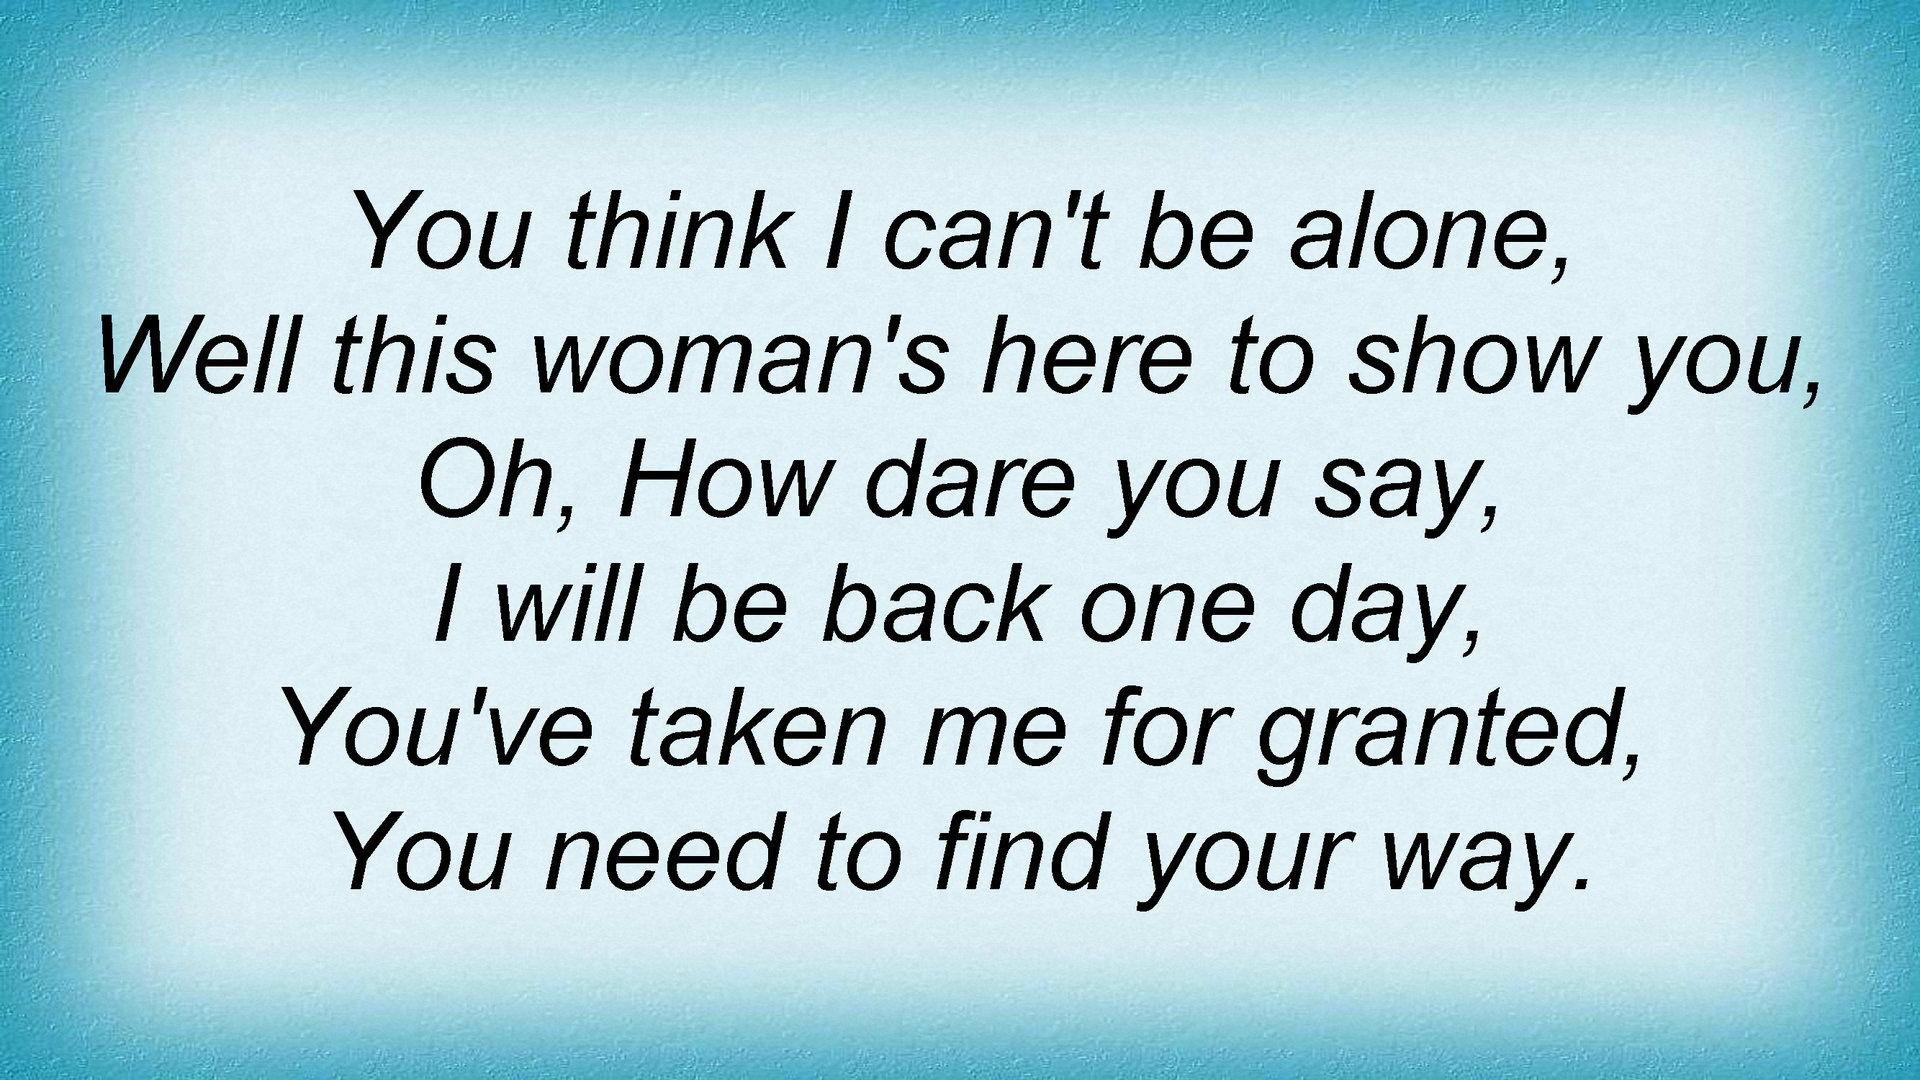 You think I can't be alone,
Well this woman's here to show you,
Oh, How dare you say,
I will be back one day,
You've taken me for granted,
You need to find your way.